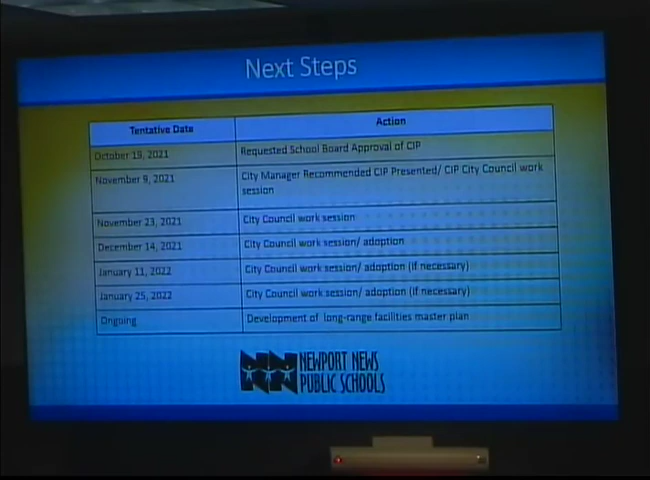 Next Steps
Tentative Date Action
October 19, 2021 Requested School Board Approval of CIP
November 9, 2021 City Manager Recommended CIP Presented/ CIP City Council work
session
November 23, 2021 City Council work session
December 14, 2021 City Council work session/ adoption
January 11, 2022 City Council work session/ adoption (if necessary)
January 25, 2022 City Council work session/ adoption (if necessary)
Ongoing Development of long-range facilities master plan
NN NEWPORT NEWS
PUBLIC SCHOOLS